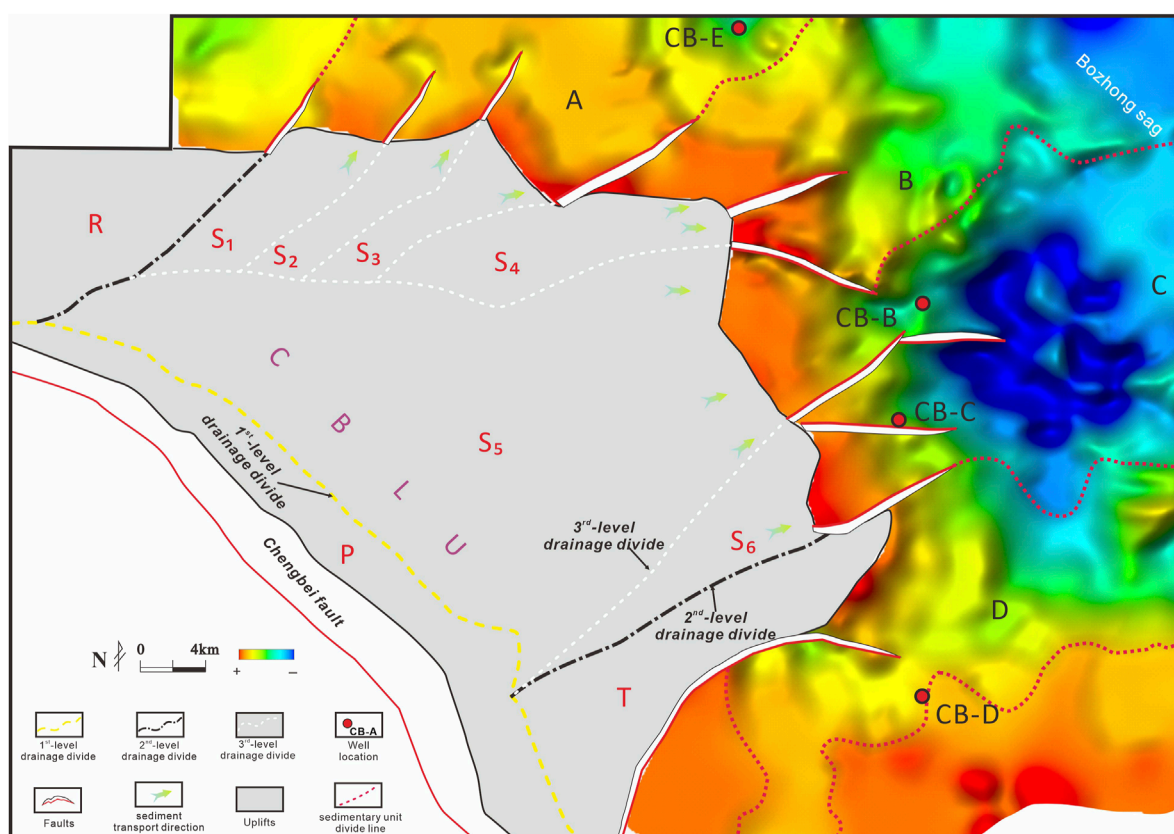 CB-E
Bozhong sag
A
B
R
S₁
S₂
S₃
S₄
C
CB-B
C
B
L
U
CB-C
1st-level
drainage divide
S₅
3rd-level
drainage divide
S₆
P
Chengbei fault
D
2nd-level
drainage divide
N
0 4km
+ −
T
CB-D
1st-level
drainage divide
2nd-level
drainage divide
3rd-level
drainage divide
CB-A
Well
location
Faults
sediment
transport direction
Uplifts
sedimentary unit
divide line